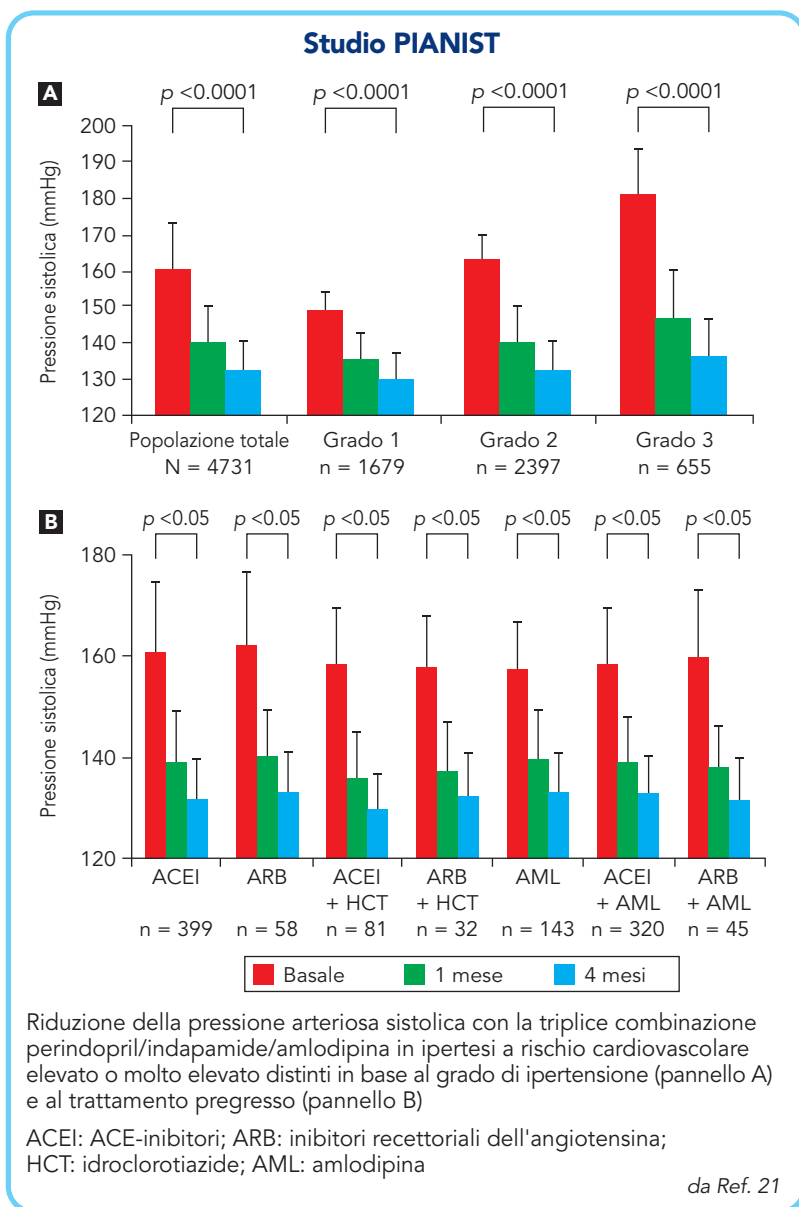 Studio PIANIST
A
p <0.0001 p <0.0001 p <0.0001 p <0.0001
Pressione sistolica (mmHg)
200
190
180
170
160
150
140
130
120
Popolazione totale Grado 1 Grado 2 Grado 3
N = 4731 n = 1679 n = 2397 n = 655
B
p <0.05 p <0.05 p <0.05 p <0.05 p <0.05 p <0.05 p <0.05
Pressione sistolica (mmHg)
180
160
140
120
ACEI ARB ACEI ARB AML ACEI ARB
+ HCT + HCT + AML + AML
n = 399 n = 58 n = 81 n = 32 n = 143 n = 320 n = 45
Basale 1 mese 4 mesi
Riduzione della pressione arteriosa sistolica con la triplice combinazione
perindopril/indapamide/amlodipina in ipertesi a rischio cardiovascolare
elevato o molto elevato distinti in base al grado di ipertensione (pannello A)
e al trattamento pregresso (pannello B)
ACEI: ACE-inibitori; ARB: inibitori recettoriali dell'angiotensina;
HCT: idroclorotiazide; AML: amlodipina
da Ref. 21